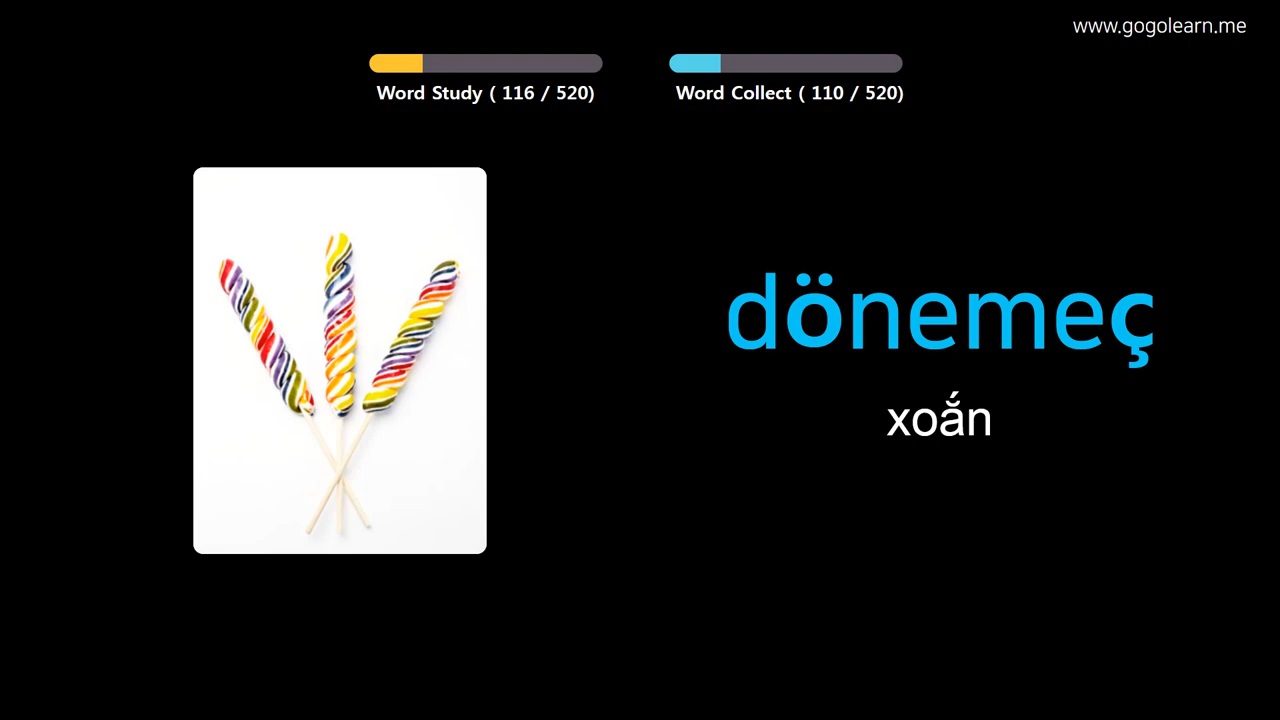 www.gogolearn.me
Word Study ( 116 / 520)
Word Collect ( 110 / 520)
dönemeç
xoắn